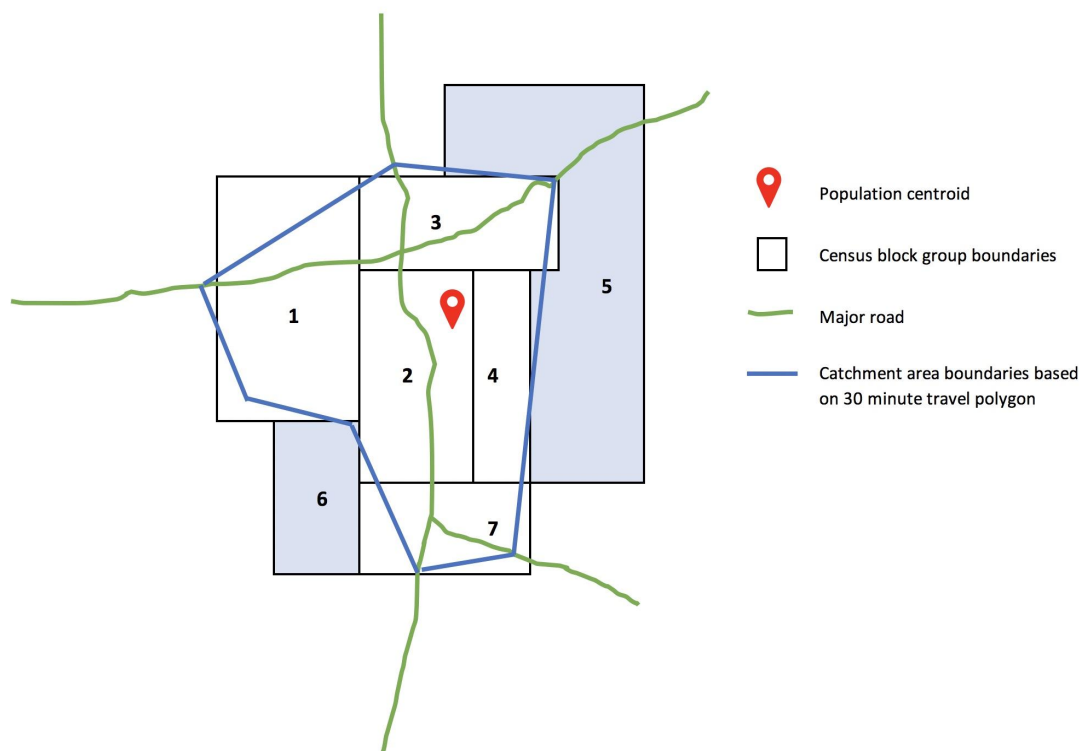 3
5
1
2
4
6
7
Population centroid
Census block group boundaries
Major road
Catchment area boundaries based
on 30 minute travel polygon